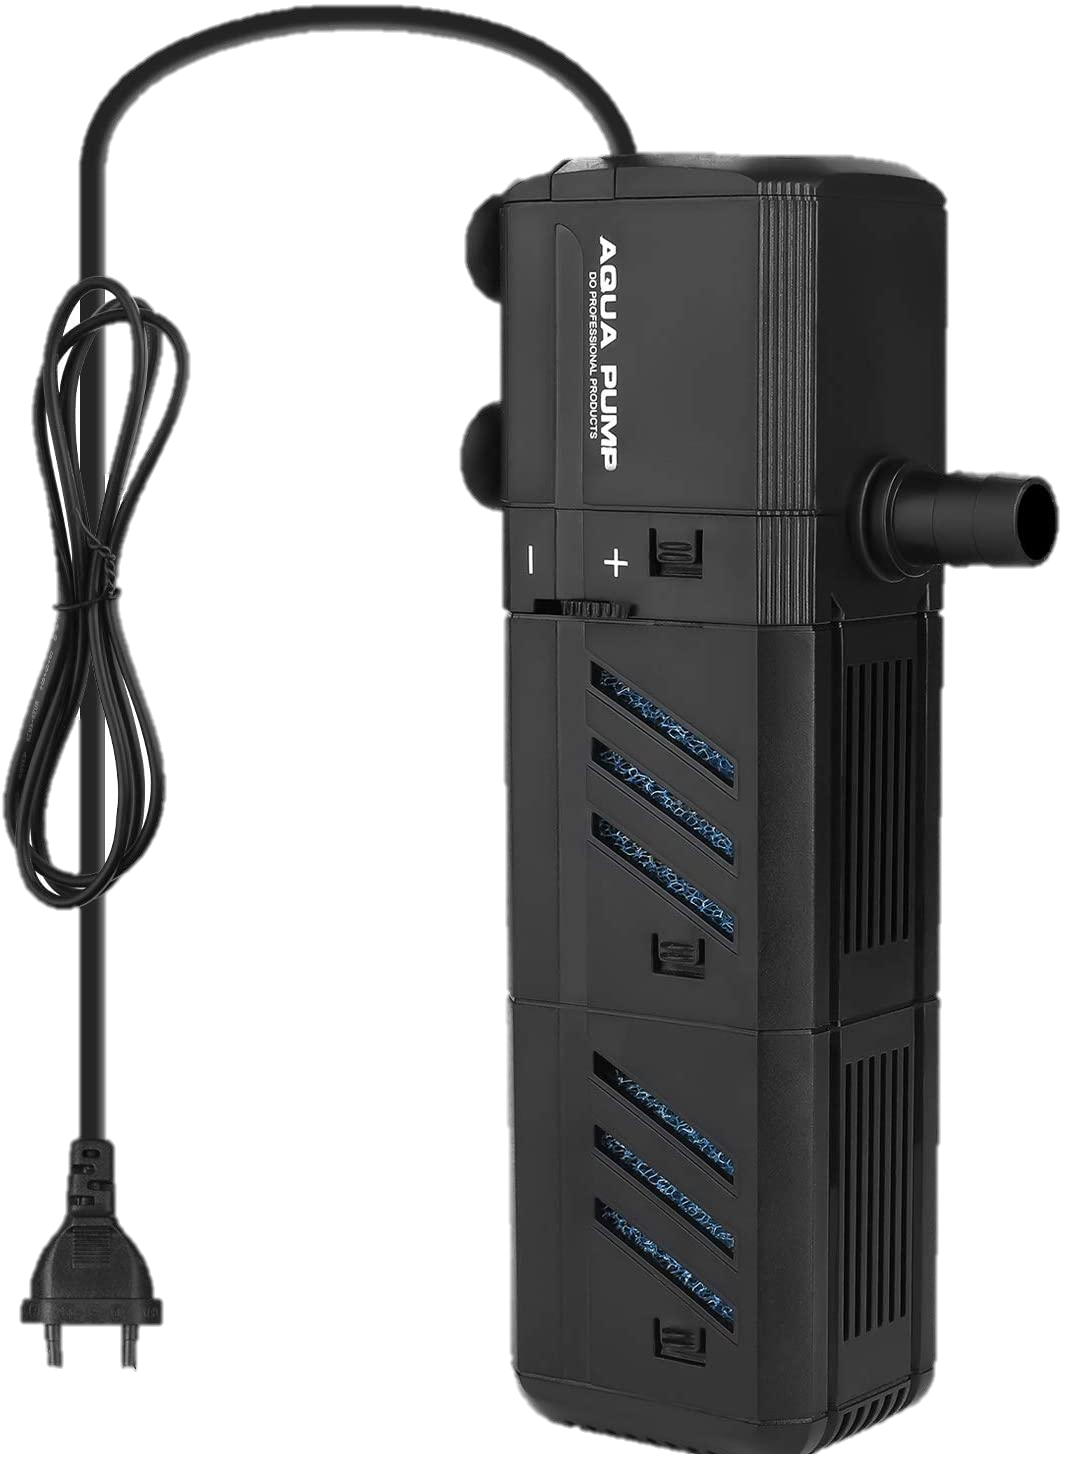 AQUA PUMP
DO PROFESSIONAL PRODUCTS
− +